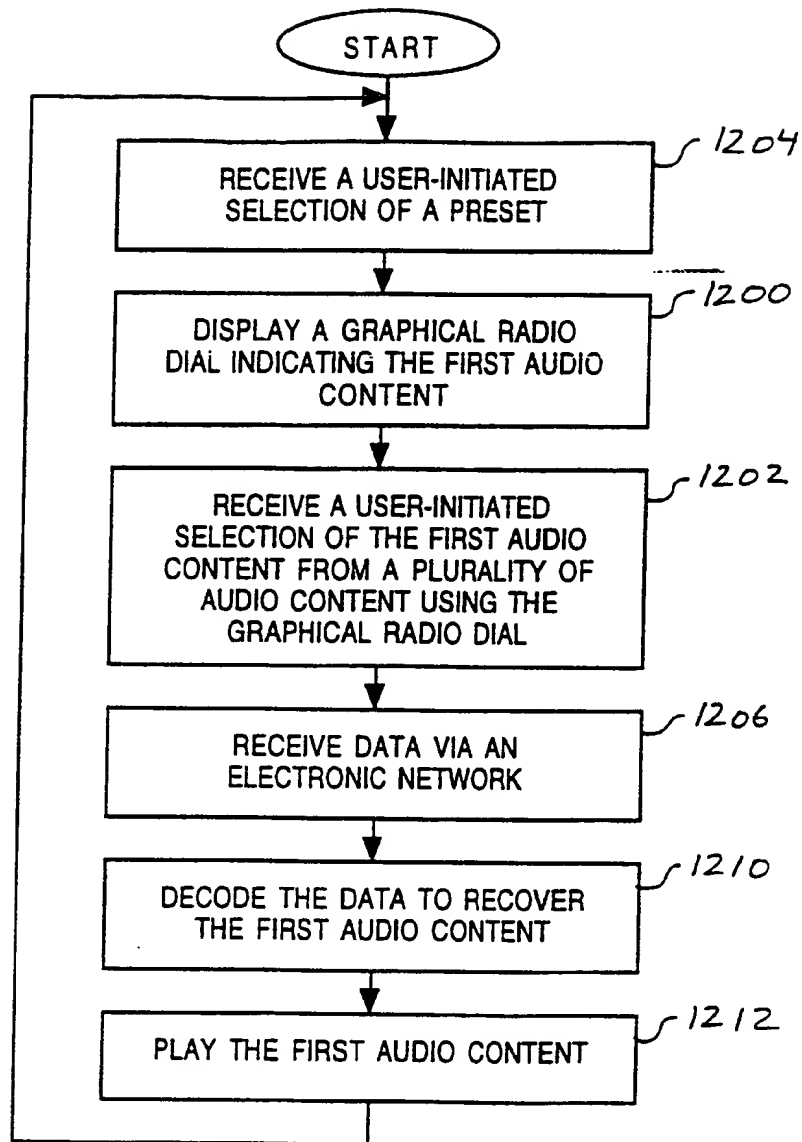 START
1204
RECEIVE A USER-INITIATED
SELECTION OF A PRESET
1200
DISPLAY A GRAPHICAL RADIO
DIAL INDICATING THE FIRST AUDIO
CONTENT
1202
RECEIVE A USER-INITIATED
SELECTION OF THE FIRST AUDIO
CONTENT FROM A PLURALITY OF
AUDIO CONTENT USING THE
GRAPHICAL RADIO DIAL
1206
RECEIVE DATA VIA AN
ELECTRONIC NETWORK
1210
DECODE THE DATA TO RECOVER
THE FIRST AUDIO CONTENT
1212
PLAY THE FIRST AUDIO CONTENT